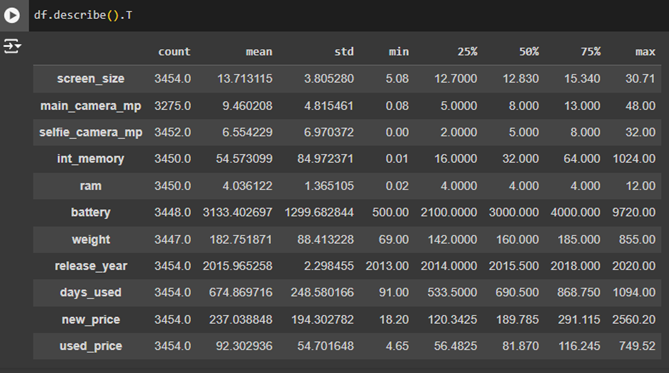 df.describe().T
count mean std min 25% 50% 75% max
screen_size 3454.0 13.713115 3.805280 5.08 12.7000 12.830 15.340 30.71
main_camera_mp 3275.0 9.460208 4.815461 0.08 5.0000 8.000 13.000 48.00
selfie_camera_mp 3452.0 6.554229 6.970372 0.00 2.0000 5.000 8.000 32.00
int_memory 3450.0 54.573099 84.972371 0.01 16.0000 32.000 64.000 1024.00
ram 3450.0 4.036122 1.365105 0.02 4.0000 4.000 4.000 12.00
battery 3448.0 3133.402697 1299.682844 500.00 2100.0000 3000.000 4000.000 9720.00
weight 3447.0 182.751871 88.413228 69.00 142.0000 160.000 185.000 855.00
release_year 3454.0 2015.965258 2.298455 2013.00 2014.0000 2015.500 2018.000 2020.00
days_used 3454.0 674.869716 248.580166 91.00 533.5000 690.500 868.750 1094.00
new_price 3454.0 237.038848 194.302782 18.20 120.3425 189.785 291.115 2560.20
used_price 3454.0 92.302936 54.701648 4.65 56.4825 81.870 116.245 749.52